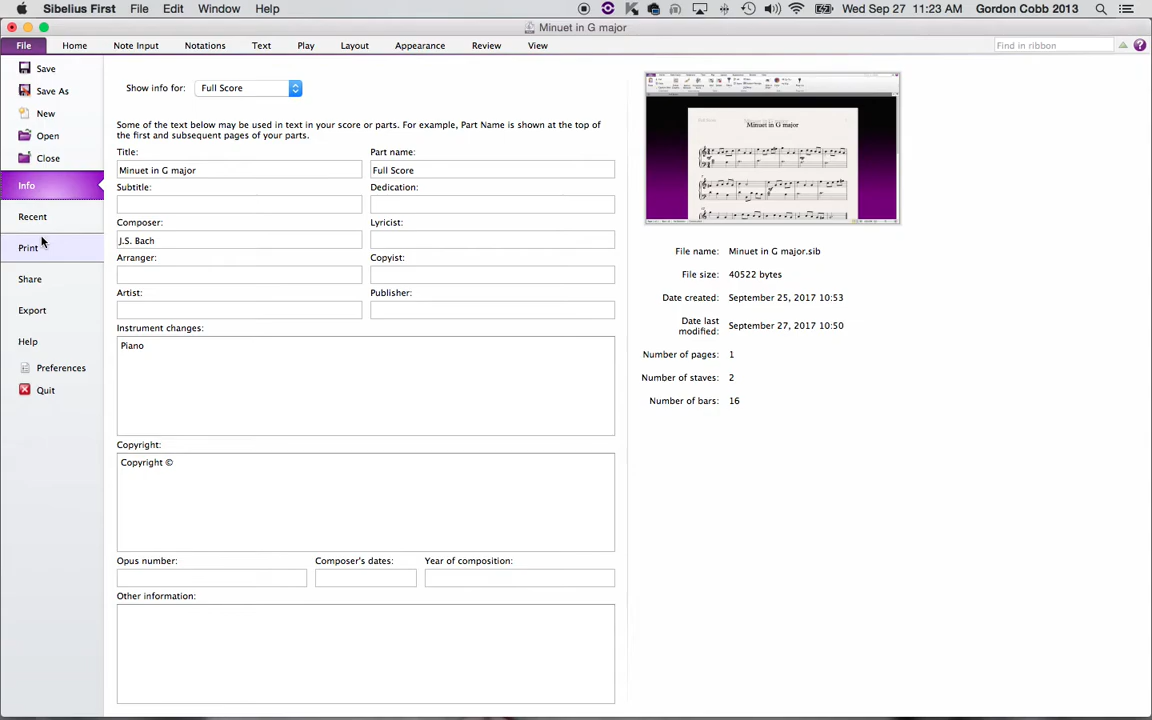 Sibelius First File Edit Window Help Wed Sep 27 11:23 AM Gordon Cobb 2013
Minuet in G major
File Home Note Input Notations Text Play Layout Appearance Review View Find in ribbon
Save
Save As
New
Open
Close
Info
Recent
Print
Share
Export
Help
Preferences
Quit
Show info for: Full Score
Some of the text below may be used in text in your score or parts. For example, Part Name is shown at the top of
the first and subsequent pages of your parts.
Title: Part name:
Minuet in G major Full Score
Subtitle: Dedication:
Composer: Lyricist:
J.S. Bach
Arranger: Copyist:
Artist: Publisher:
Instrument changes:
Piano
Copyright:
Copyright ©
Opus number: Composer's dates: Year of composition:
Other information:
Minuet in G major
File name: Minuet in G major.sib
File size: 40522 bytes
Date created: September 25, 2017 10:53
Date last
modified: September 27, 2017 10:50
Number of pages: 1
Number of staves: 2
Number of bars: 16